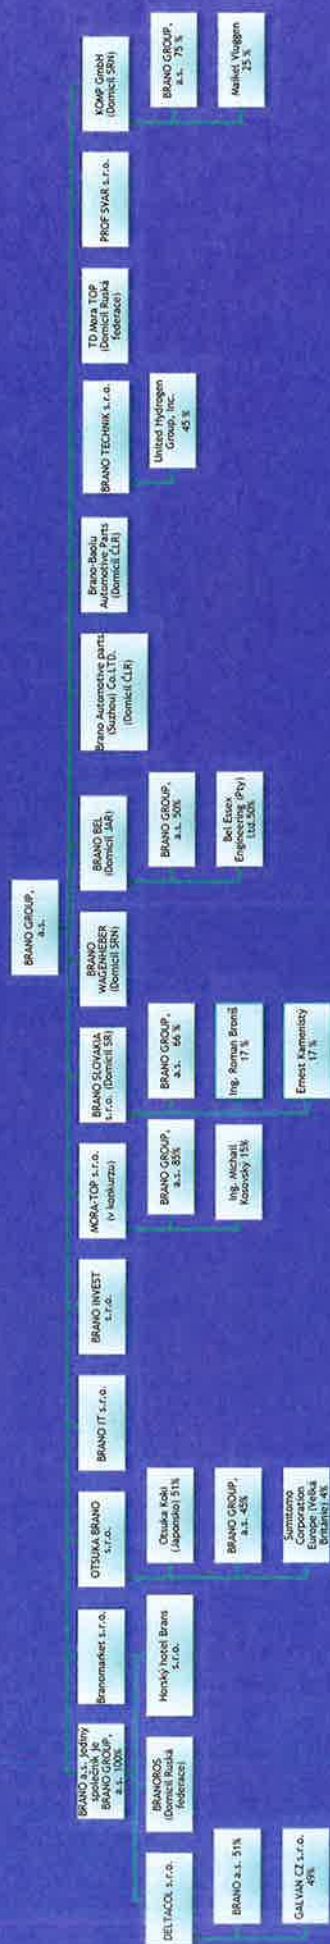 BRANO GROUP,
a.s.
BRANO a.s. jediný
společník je
BRANO GROUP,
a.s. 100%
Branomarket s.r.o.
OTSUKA BRANO
s.r.o.
BRANO IT s.r.o.
BRANO INVEST
s.r.o.
MORA-TOP s.r.o.
(v konkurzu)
BRANO SLOVAKIA
s.r.o. (Domicil SR)
BRANO
WAGENHEBER
(Domicil SRN)
BRANO BEL
(Domicil JAR)
Brano Automotive parts
(Suzhou) Co.LTD.
(Domicil ČLR)
Brano-Baolu
Automotive Parts
(Domicil ČLR)
BRANO TECHNIK s.r.o.
TD Mora TOP
(Domicil Ruská
federace)
PROF SVAR s.r.o.
KOMP GmbH
(Domicil SRN)
DELTACOL s.r.o.
BRANOROS
(Domicil Ruská
federace)
Horský hotel Brans
s.r.o.
Otsuka Koki
(Japonsko) 51%
BRANO GROUP,
a.s. 45%
Sumitomo
Corporation
Europe (Velká
Británie) 4%
BRANO GROUP,
a.s. 85%
Ing. Michail
Kosovský 15%
BRANO GROUP,
a.s. 66 %
Ing. Roman Broniš
17 %
Ernest Kamenistý
17 %
BRANO GROUP,
a.s. 50%
Bel Essex
Engineering (Pty)
Ltd.50%
United Hydrogen
Group, Inc.
45 %
BRANO GROUP,
a.s. 75 %
Maikel Vluggen
25 %
BRANO a.s. 51%
GALVAN CZ s.r.o.
49%